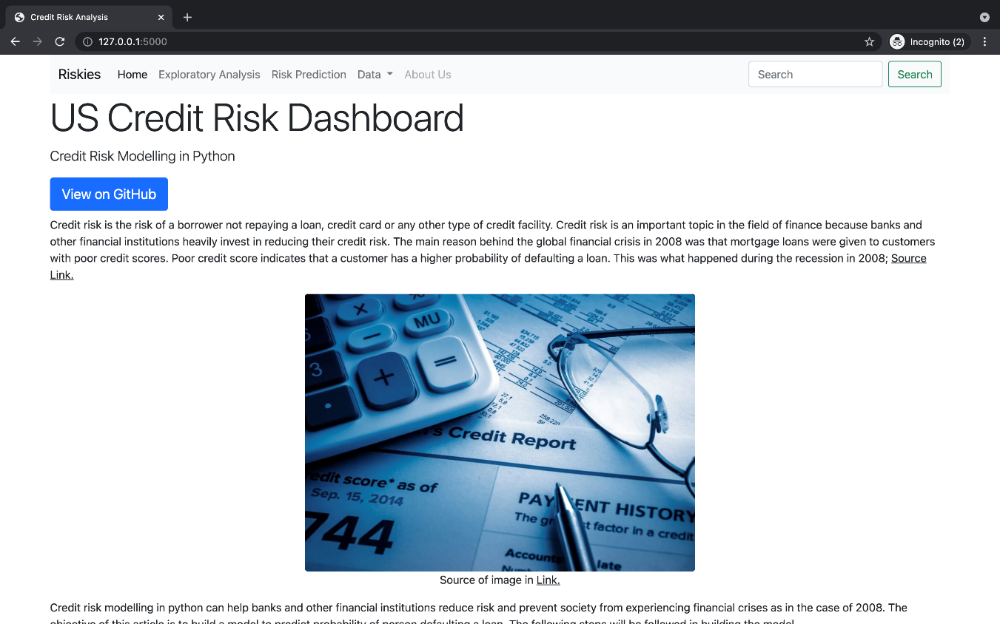 Credit Risk Analysis
127.0.0.1:5000
Incognito (2)
Riskies Home Exploratory Analysis Risk Prediction Data About Us Search Search
US Credit Risk Dashboard
Credit Risk Modelling in Python
View on GitHub
Credit risk is the risk of a borrower not repaying a loan, credit card or any other type of credit facility. Credit risk is an important topic in the field of finance because banks and
other financial institutions heavily invest in reducing their credit risk. The main reason behind the global financial crisis in 2008 was that mortgage loans were given to customers
with poor credit scores. Poor credit score indicates that a customer has a higher probability of defaulting a loan. This was what happened during the recession in 2008; Source
Link.
MU
3
's Credit Report
edit score* as of
Sep. 15, 2014
744
PAYMENT HISTORY
The factor in a credit
Accounts late
Source of image in Link.
Credit risk modelling in python can help banks and other financial institutions reduce risk and prevent society from experiencing financial crises as in the case of 2008. The
objective of this article is to build a model to predict probability of person defaulting a loan. The following steps will be followed in building the model